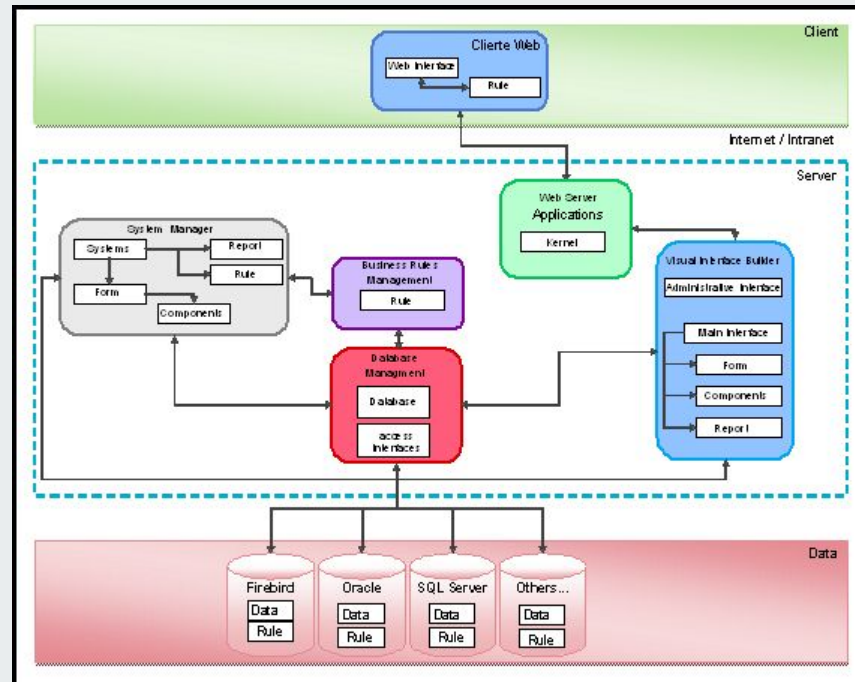 Client
Clierte Web
Web Interface
Rule
Internet / Intranet
Server
Web Server
Applications
Kernel
System Manager
Systems
Report
Rule
Form
Components
Business Rules
Management
Rule
Visual Interface Builder
Administrative Interface
Main Interface
Form
Components
Report
Database
Managment
Database
access
Interfaces
Data
Firebird
Data
Rule
Oracle
Data
Rule
SQL Server
Data
Rule
Others...
Data
Rule